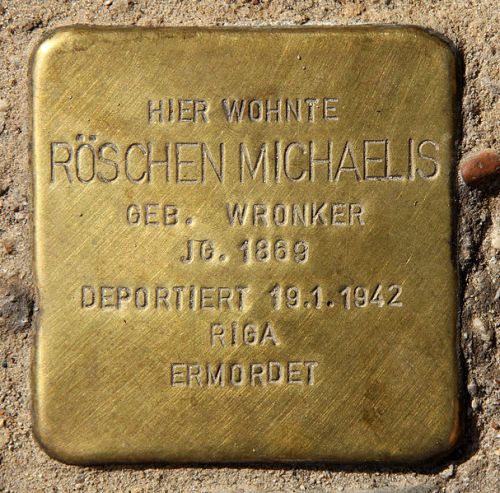 HIER WOHNTE
RÖSCHEN MICHAELIS
GEB. WRONKER
JG. 1869
DEPORTIERT 19.1.1942
RIGA
ERMORDET